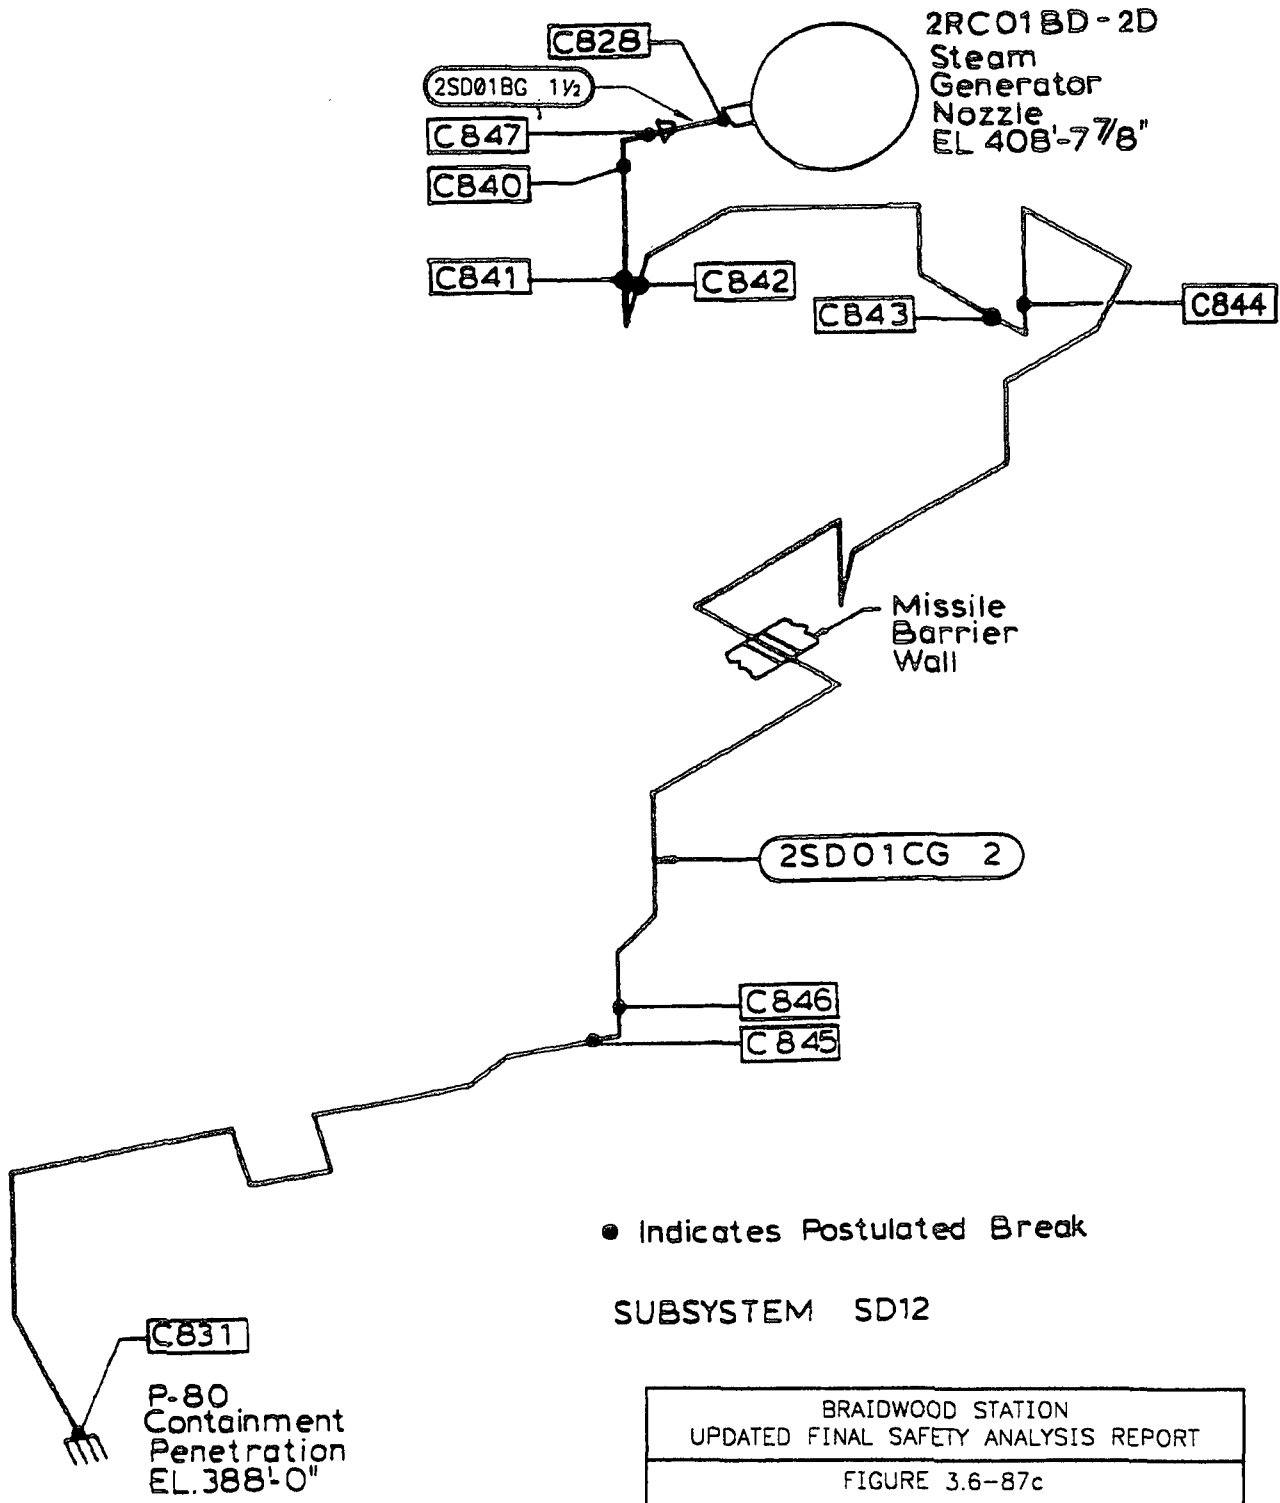 2RC01BD-2D
Steam
Generator
Nozzle
EL 408'-7 7/8"
C828
2SD01BG 1½
C847
C840
C841
C842
C843
C844
Missile
Barrier
Wall
2SD01CG 2
C846
C845
● Indicates Postulated Break
SUBSYSTEM SD12
C831
P-80
Containment
Penetration
EL.388'-0"
BRAIDWOOD STATION
UPDATED FINAL SAFETY ANALYSIS REPORT
FIGURE 3.6-87c